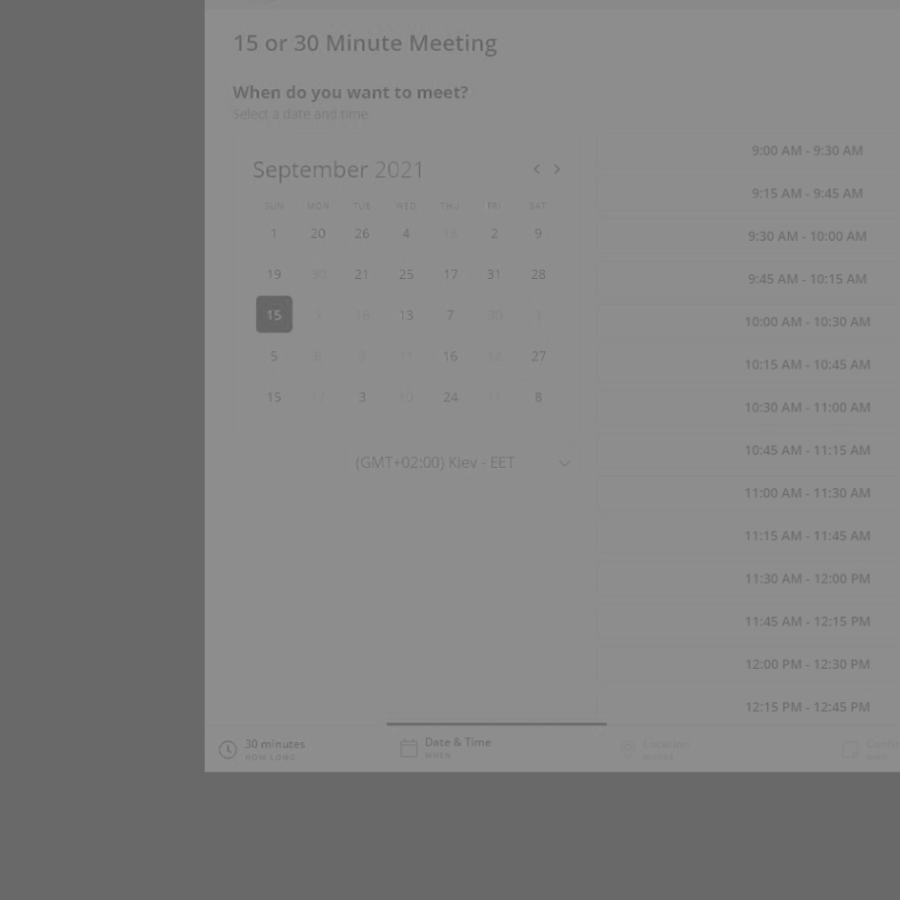 15 or 30 Minute Meeting
When do you want to meet?
Select a date and time
September 2021
SUN MON TUE WED THU FRI SAT
1 20 26 4 18 2 9
19 30 21 25 17 31 28
15 16 13 7 30
5 6 11 16 12 27
15 17 3 10 24 11 8
(GMT+02:00) Kiev - EET
9:00 AM - 9:30 AM
9:15 AM - 9:45 AM
9:30 AM - 10:00 AM
9:45 AM - 10:15 AM
10:00 AM - 10:30 AM
10:15 AM - 10:45 AM
10:30 AM - 11:00 AM
10:45 AM - 11:15 AM
11:00 AM - 11:30 AM
11:15 AM - 11:45 AM
11:30 AM - 12:00 PM
11:45 AM - 12:15 PM
12:00 PM - 12:30 PM
12:15 PM - 12:45 PM
30 minutes
HOW LONG
Date & Time
WHEN
Location
WHERE